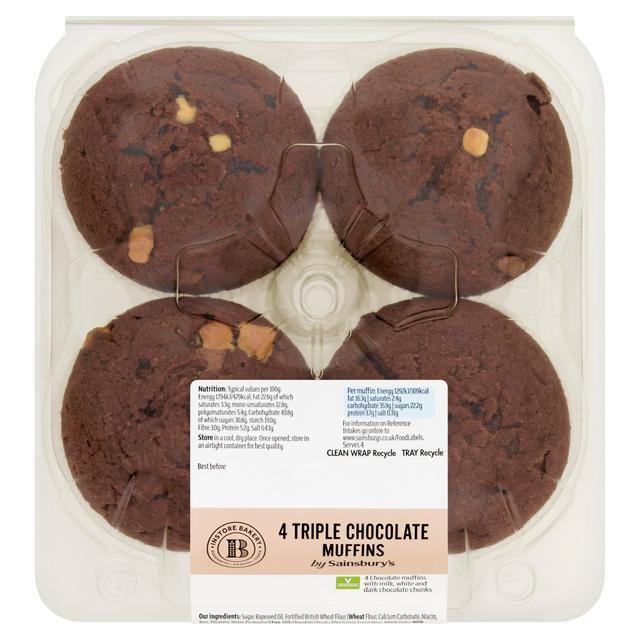 Nutrition: Typical values per 100g:
Energy 1794kJ/429kcal; Fat 22.6g of which
saturates 3.3g; mono-unsaturates 12.8g,
polyunsaturates 5.4g, Carbohydrate 49.8g
of which sugars 30.8g, starch 19.0g;
Fibre 3.0g; Protein 5.2g; Salt 0.43g
Store in a cool, dry place. Once opened, store in
an airtight container for best quality.
Best before
Per muffin: Energy 1292kJ/309kcal
fat 16.3g | saturates 2.4g
carbohydrate 35.9g | sugars 22.2g
protein 3.7g | salt 0.31g
For information on Reference
Intakes go online to
www.sainsburys.co.uk/FoodLabels.
Serves 4
CLEAN WRAP Recycle TRAY Recycle
INSTORE BAKERY
B
4 TRIPLE CHOCOLATE
MUFFINS
by Sainsbury's
V
4 Chocolate muffins
with milk, white and
dark chocolate chunks
Our ingredients: Sugar, Rapeseed Oil, Fortified British Wheat Flour (Wheat Flour, Calcium Carbonate, Niacin,